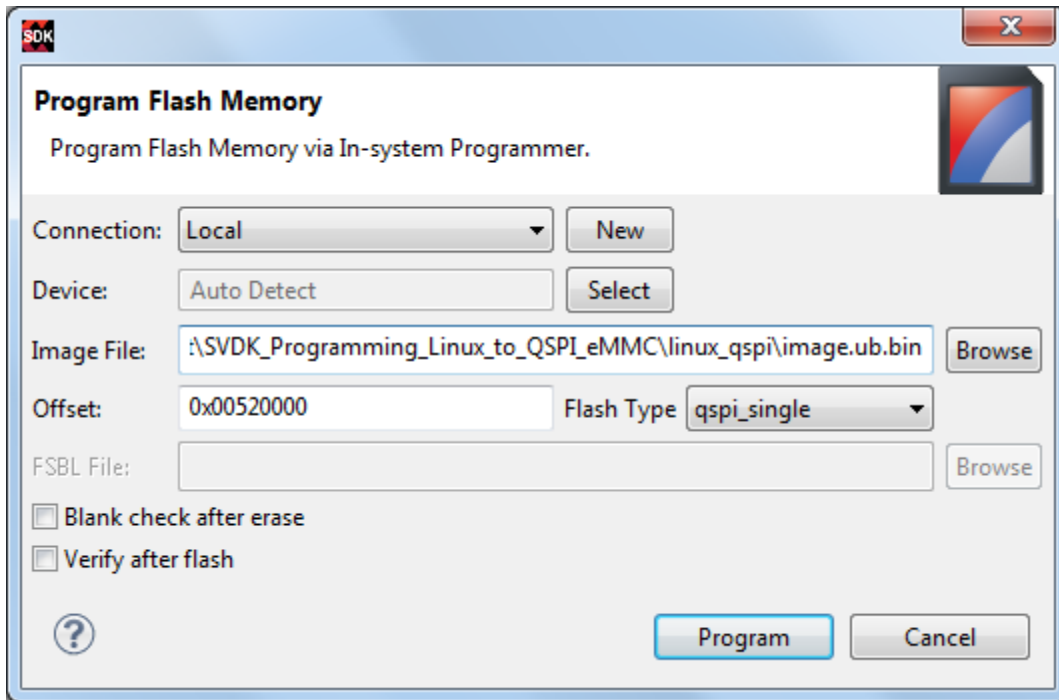 SDK
Program Flash Memory
Program Flash Memory via In-system Programmer.
Connection: Local New
Device: Auto Detect Select
Image File: t\SVDK_Programming_Linux_to_QSPI_eMMC\linux_qspi\image.ub.bin Browse
Offset: 0x00520000 Flash Type qspi_single
FSBL File: Browse
Blank check after erase
Verify after flash
? Program Cancel